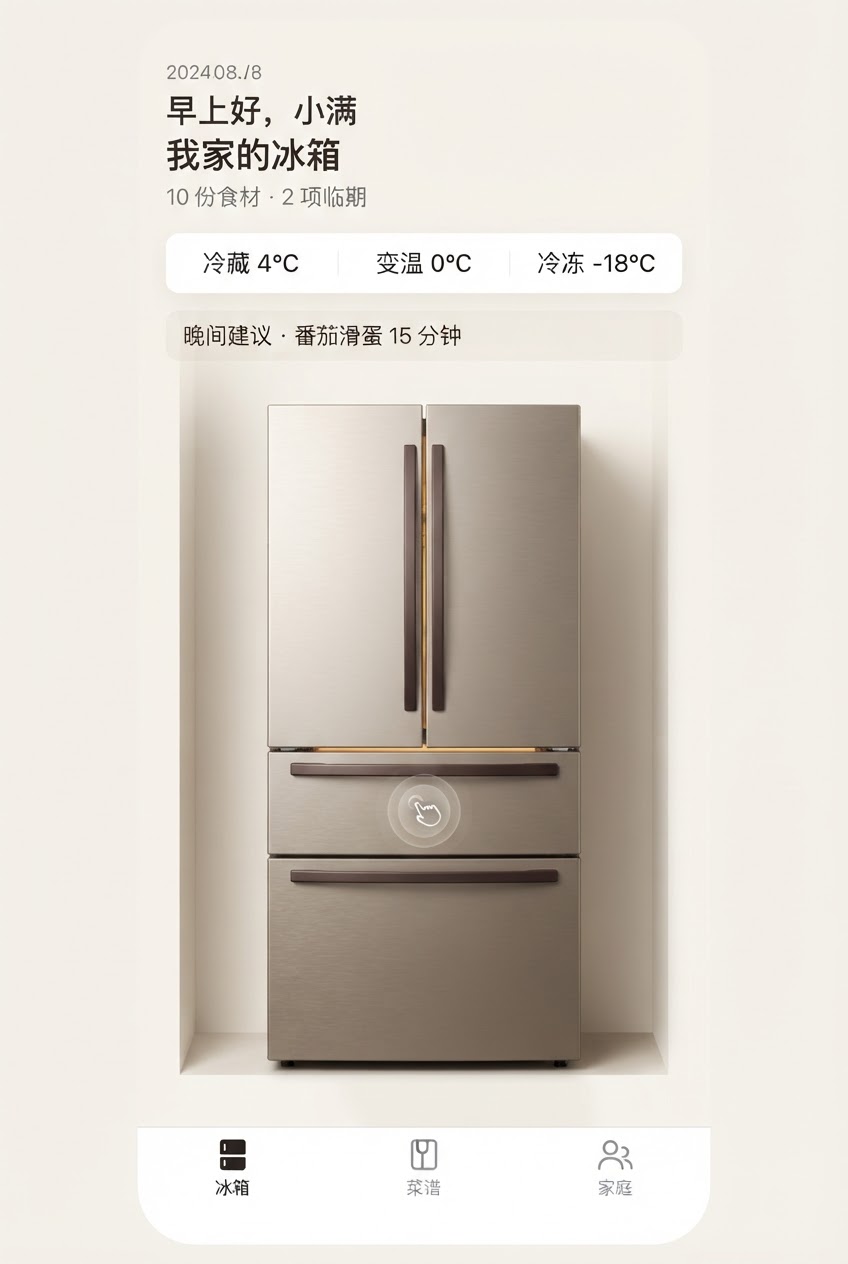 202408./8
早上好，小满
我家的冰箱
10 份食材 · 2 项临期
冷藏 4°C 变温 0°C 冷冻 -18°C
晚间建议 · 番茄滑蛋 15 分钟
冰箱 菜谱 家庭